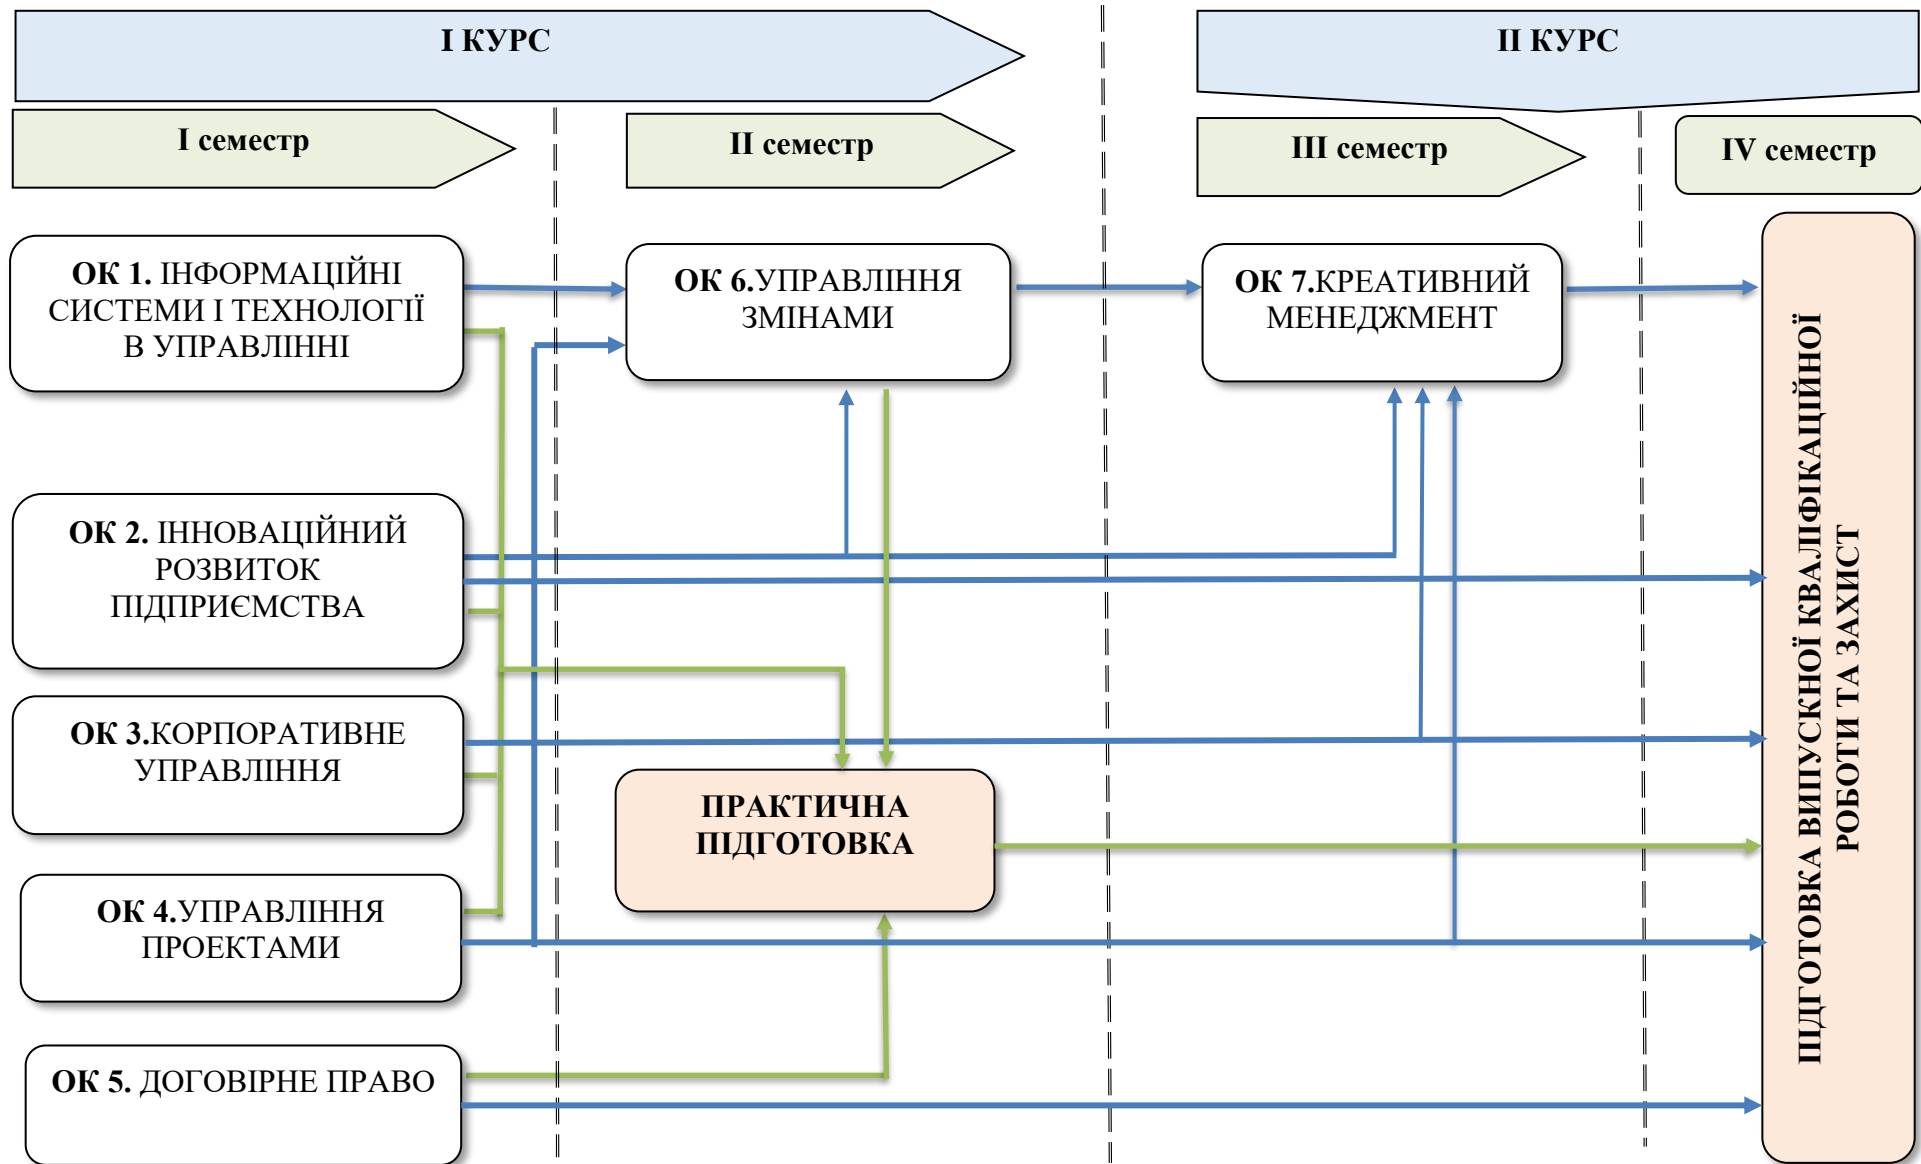 І КУРС
ІІ КУРС
І семестр
ІІ семестр
ІІІ семестр
IV семестр
ОК 1. ІНФОРМАЦІЙНІ
СИСТЕМИ І ТЕХНОЛОГІЇ
В УПРАВЛІННІ
ОК 6.УПРАВЛІННЯ
ЗМІНАМИ
ОК 7.КРЕАТИВНИЙ
МЕНЕДЖМЕНТ
ОК 2. ІННОВАЦІЙНИЙ
РОЗВИТОК
ПІДПРИЄМСТВА
ОК 3.КОРПОРАТИВНЕ
УПРАВЛІННЯ
ПРАКТИЧНА
ПІДГОТОВКА
ОК 4.УПРАВЛІННЯ
ПРОЕКТАМИ
ОК 5. ДОГОВІРНЕ ПРАВО
ПІДГОТОВКА ВИПУСКНОЇ КВАЛІФІКАЦІЙНОЇ
РОБОТИ ТА ЗАХИСТ